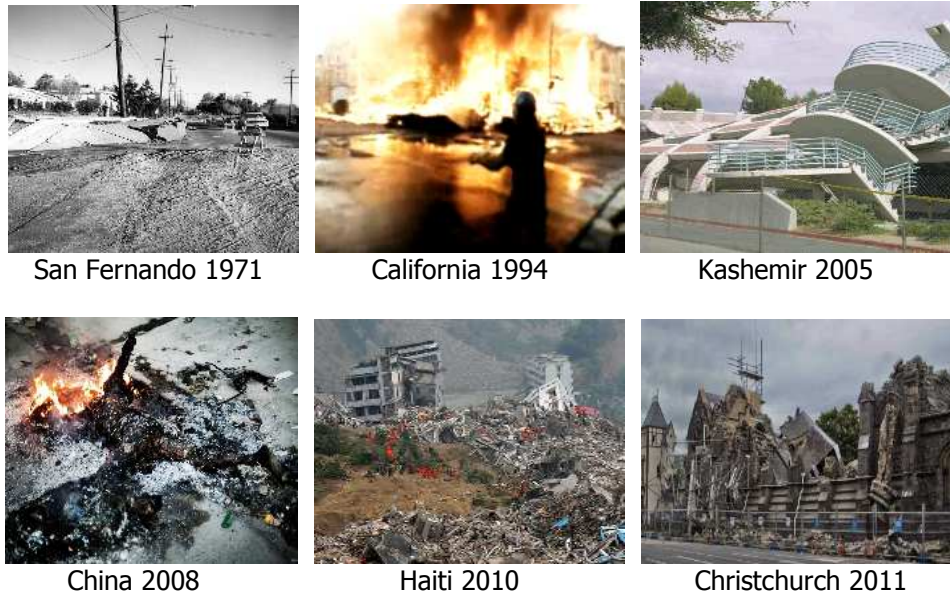 San Fernando 1971
California 1994
Kashemir 2005
China 2008
Haiti 2010
Christchurch 2011